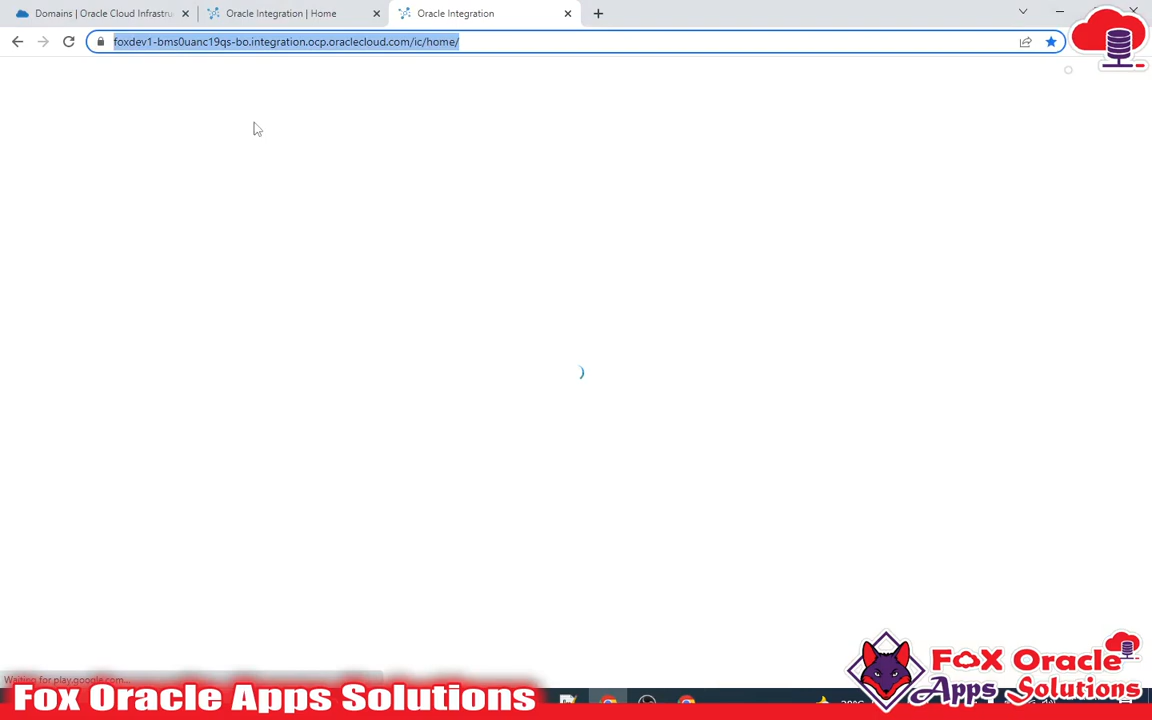 Domains | Oracle Cloud Infrastru
Oracle Integration | Home
Oracle Integration
foxdev1-bms0uanc19qs-bo.integration.ocp.oraclecloud.com/ic/home/
Waiting for play.google.com...
Fox Oracle Apps Solutions
Fox Oracle
Apps Solutions